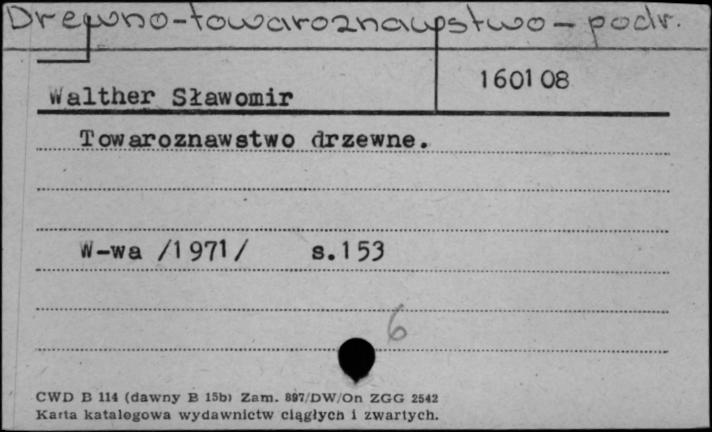 Drewno-towaroznawstwo-podr.
160108
Walther Sławomir
Towaroznawstwo drzewne.
W-wa /1971/ s.153
6
CWD B 114 (dawny B 15b) Zam. 897/DW/On ZGG 2542
Karta katalogowa wydawnictw ciągłych i zwartych.